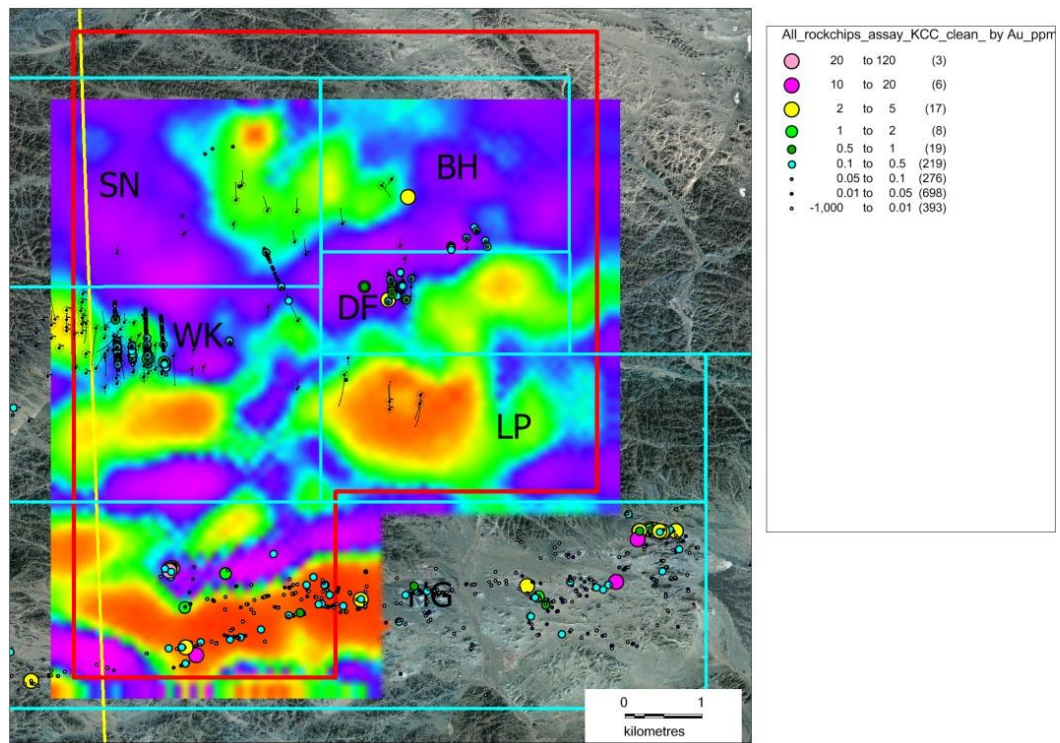 SN
BH
DF
WK
LP
HG
0 1
kilometres
All_rockchips_assay_KCC_clean_ by Au_ppm
20 to 120 (3)
10 to 20 (6)
2 to 5 (17)
1 to 2 (8)
0.5 to 1 (19)
0.1 to 0.5 (219)
0.05 to 0.1 (276)
0.01 to 0.05 (698)
-1,000 to 0.01 (393)